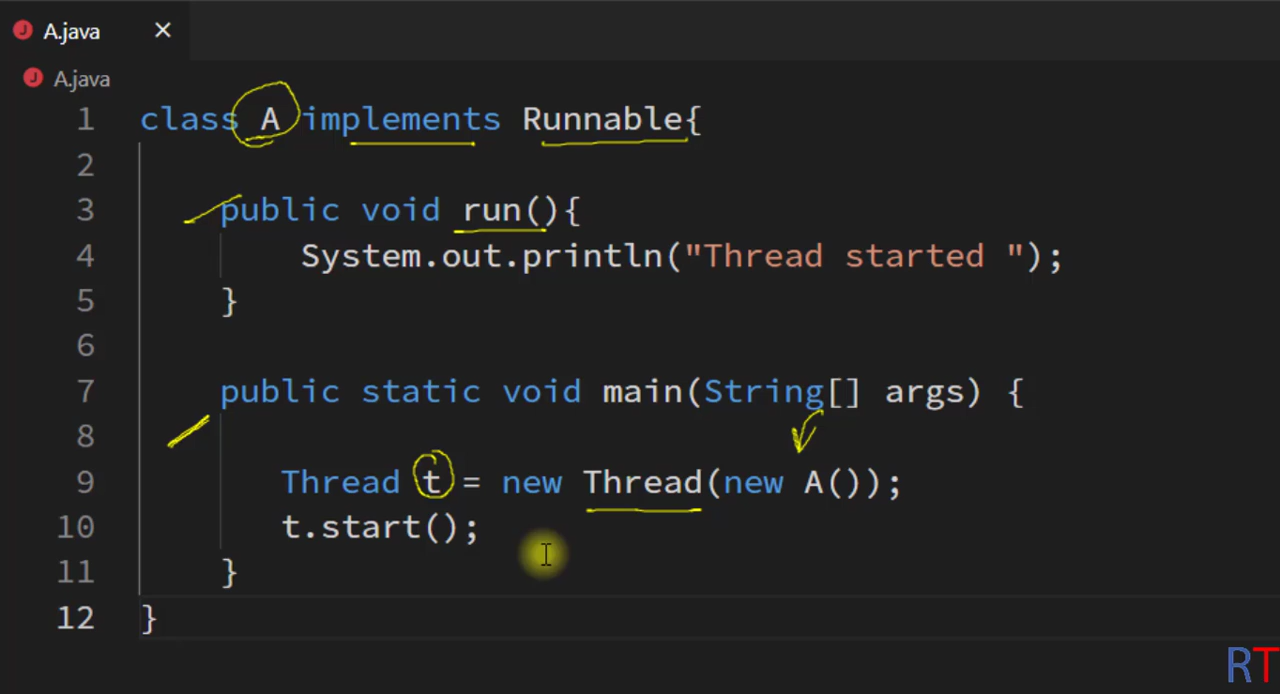 A.java
A.java
1 class A implements Runnable{
2
3 public void run(){
4 System.out.println("Thread started ");
5 }
6
7 public static void main(String[] args) {
8
9 Thread t = new Thread(new A());
10 t.start();
11 }
12 }
RT